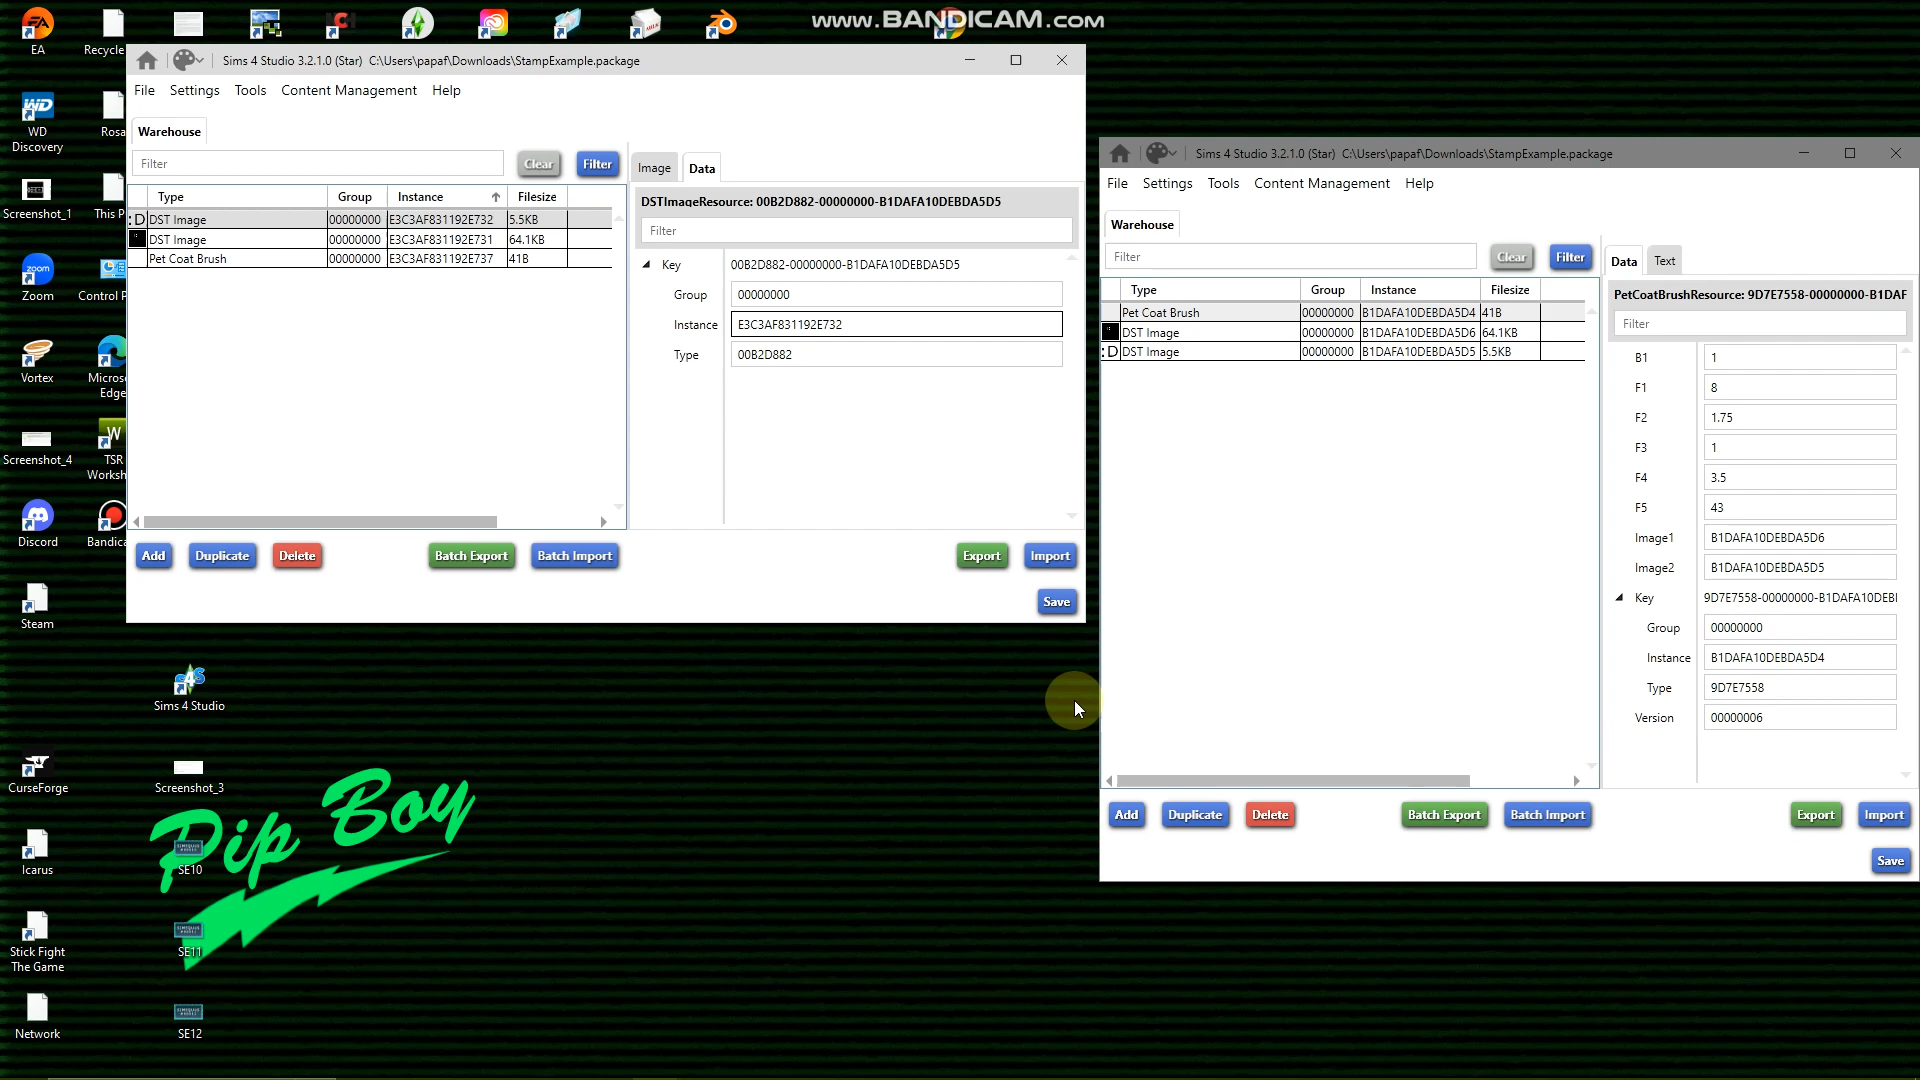 www.BANDICAM.com
EA
Recycle
WD
Discovery
Rosa
Screenshot_1
This P
Zoom
Control P
Vortex
Micros
Edge
Screenshot_4
TSR
Worksh
Discord
Bandica
Steam
Sims 4 Studio
CurseForge
Screenshot_3
Icarus
SE10
Stick Fight
The Game
SE11
Network
SE12
Pip Boy
Sims 4 Studio 3.2.1.0 (Star) C:\Users\papaf\Downloads\StampExample.package
File Settings Tools Content Management Help
Warehouse
Filter Clear Filter
Type Group Instance Filesize
:D DST Image 00000000 E3C3AF831192E732 5.5KB
DST Image 00000000 E3C3AF831192E731 64.1KB
Pet Coat Brush 00000000 E3C3AF831192E737 41B
Image Data
DSTImageResource: 00B2D882-00000000-B1DAFA10DEBDA5D5
Filter
Key 00B2D882-00000000-B1DAFA10DEBDA5D5
Group 00000000
Instance E3C3AF831192E732
Type 00B2D882
Add Duplicate Delete Batch Export Batch Import Export Import
Save
Sims 4 Studio 3.2.1.0 (Star) C:\Users\papaf\Downloads\StampExample.package
File Settings Tools Content Management Help
Warehouse
Filter Clear Filter
Type Group Instance Filesize
Pet Coat Brush 00000000 B1DAFA10DEBDA5D4 41B
DST Image 00000000 B1DAFA10DEBDA5D6 64.1KB
:D DST Image 00000000 B1DAFA10DEBDA5D5 5.5KB
Data Text
PetCoatBrushResource: 9D7E7558-00000000-B1DAF
Filter
B1 1
F1 8
F2 1.75
F3 1
F4 3.5
F5 43
Image1 B1DAFA10DEBDA5D6
Image2 B1DAFA10DEBDA5D5
Key 9D7E7558-00000000-B1DAFA10DEBI
Group 00000000
Instance B1DAFA10DEBDA5D4
Type 9D7E7558
Version 00000006
Add Duplicate Delete Batch Export Batch Import Export Import
Save